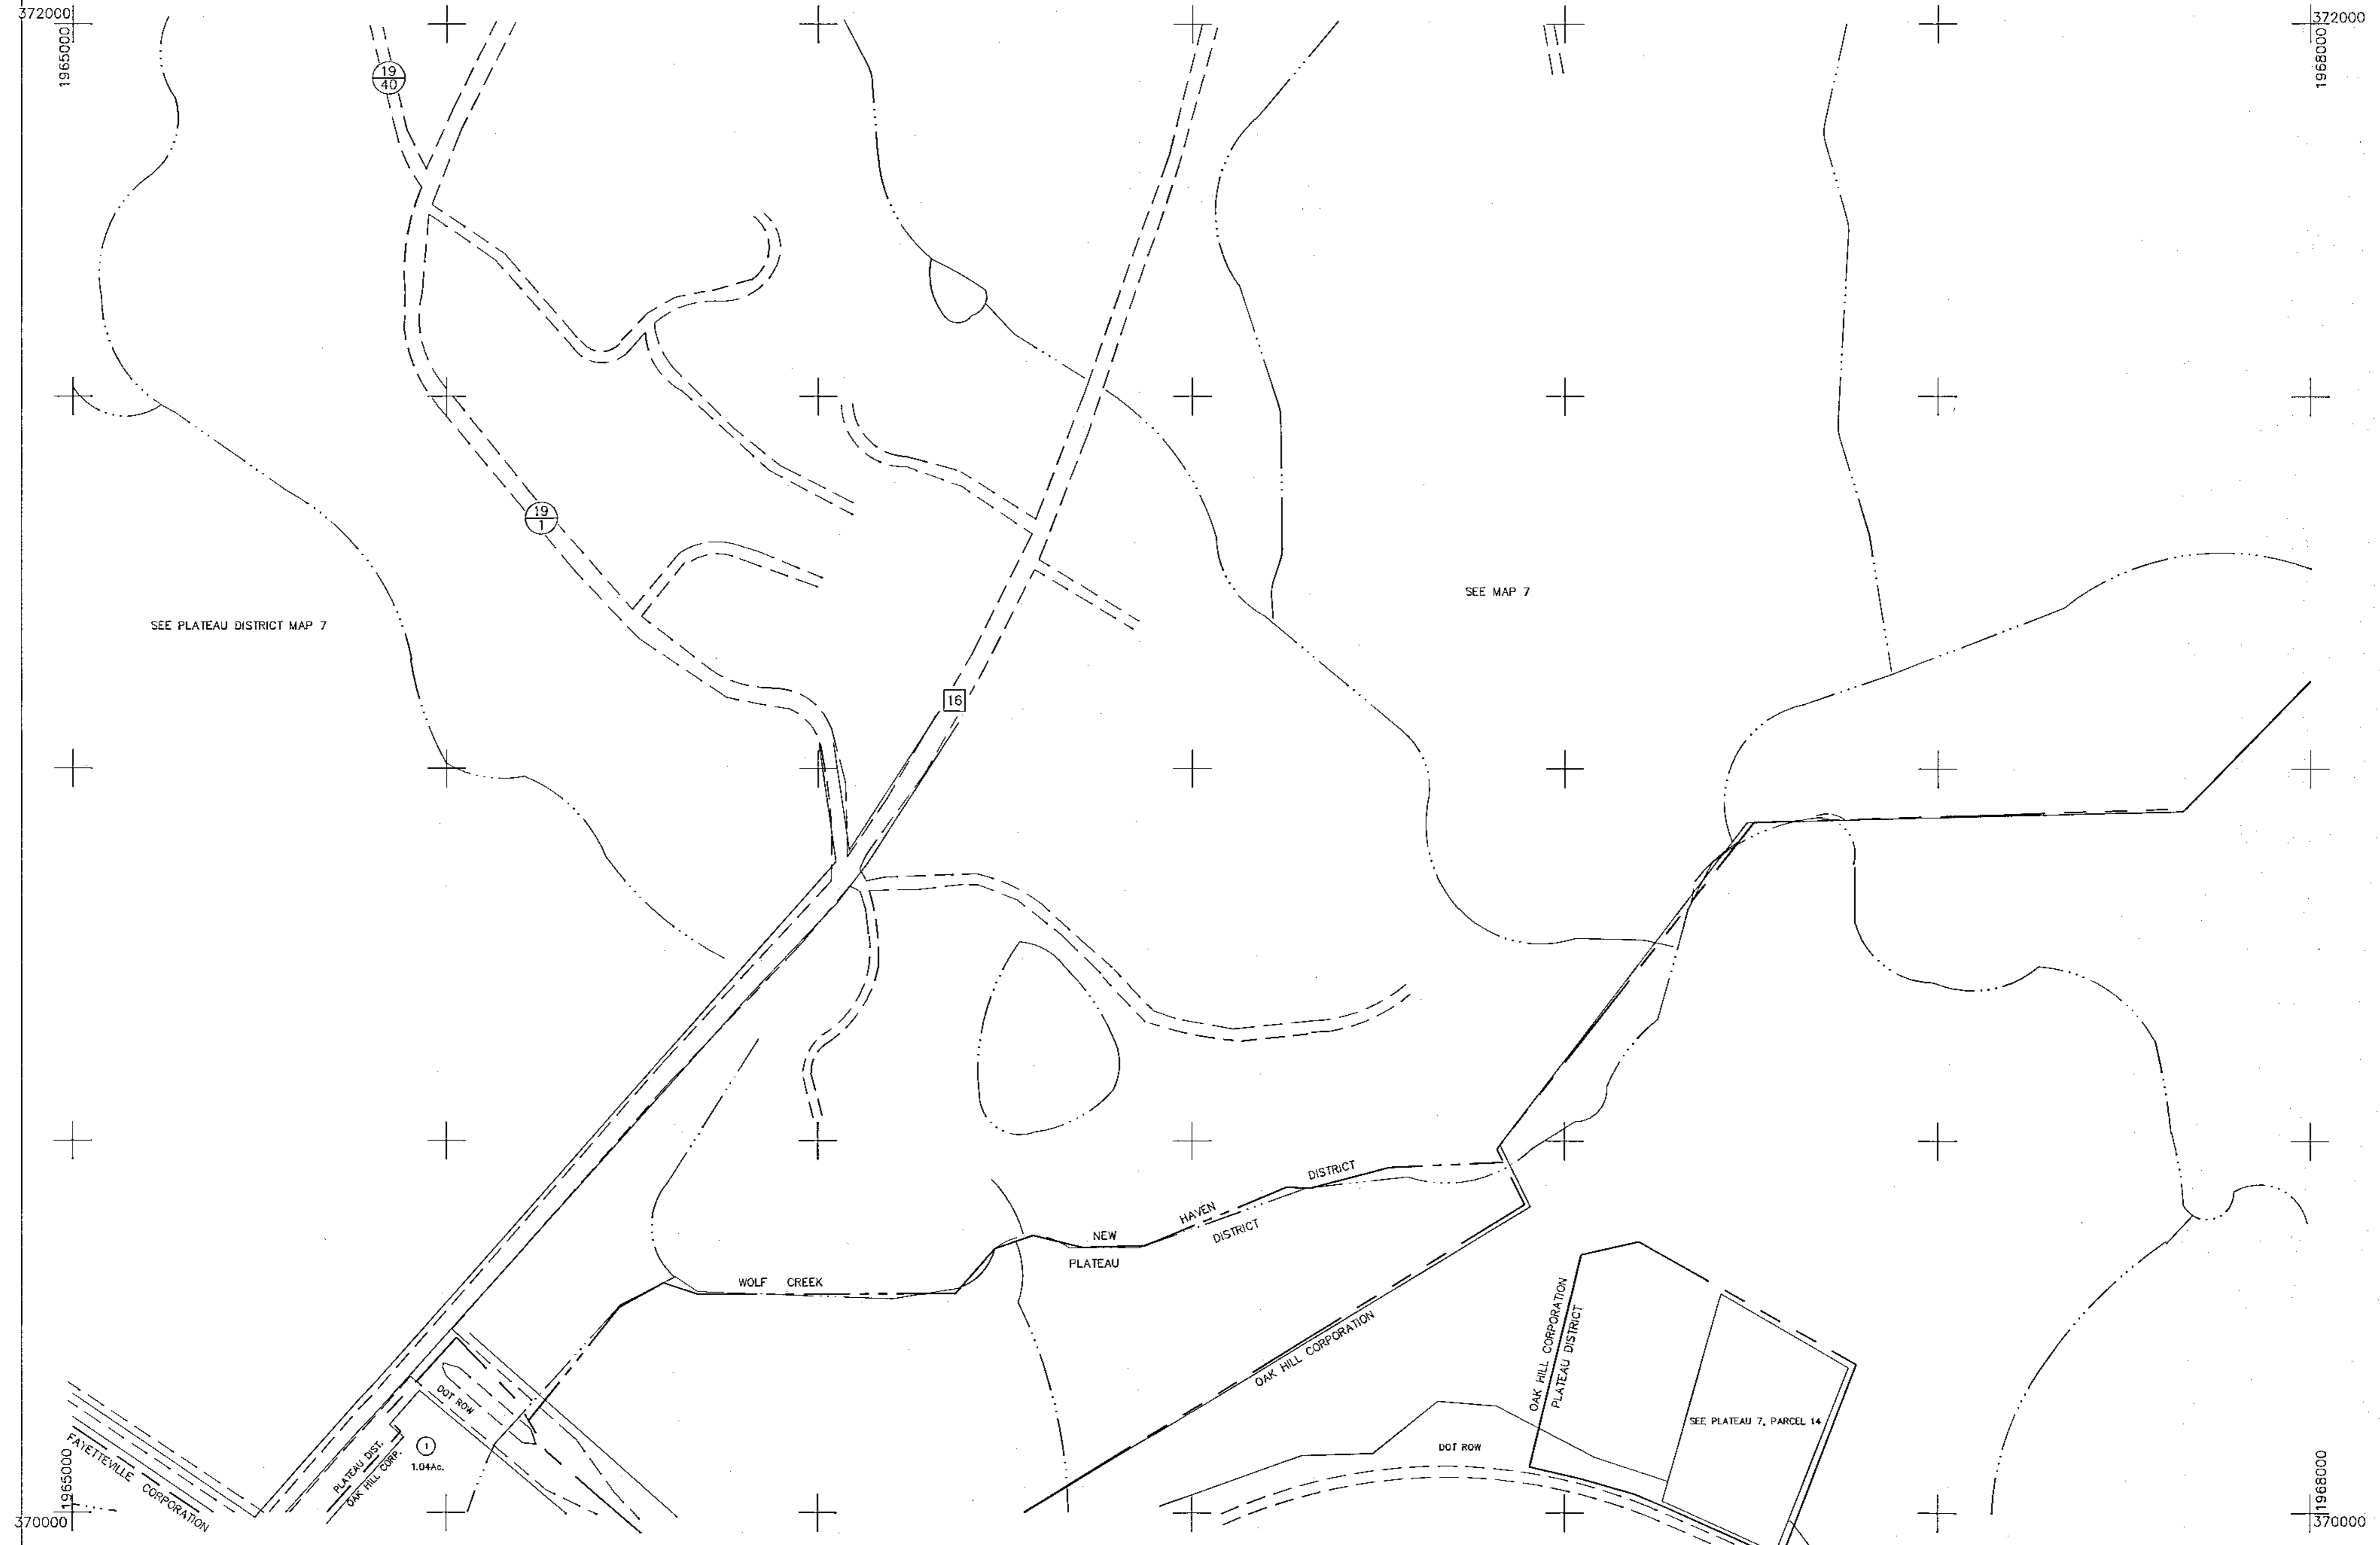 372000
372000
1965000
1968000
19
40
19
1
SEE MAP 7
SEE PLATEAU DISTRICT MAP 7
16
DISTRICT
HAVEN
DISTRICT
NEW
PLATEAU
WOLF CREEK
OAK HILL CORPORATION
OAK HILL CORPORATION
PLATEAU DISTRICT
SEE PLATEAU 7, PARCEL 14
DOT ROW
DOT ROW
PLATEAU DIST.
OAK HILL CORP.
1
1.04Ac.
FAYETTEVILLE CORPORATION
1965000
1968000
370000
370000